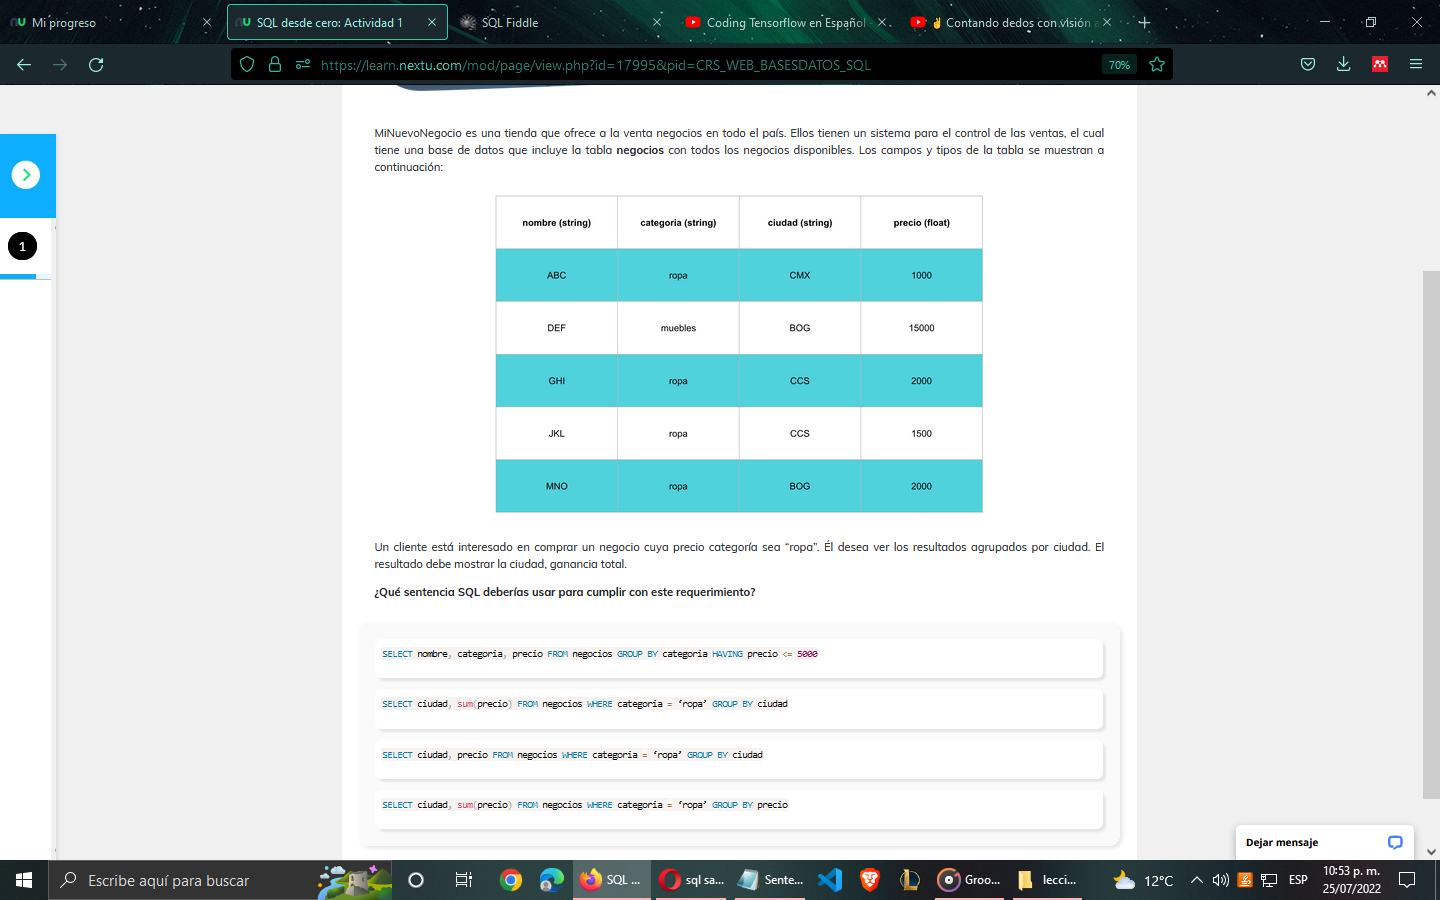 Mi progreso
SQL desde cero: Actividad 1
SQL Fiddle
Coding Tensorflow en Español
Contando dedos con visión
https://learn.nextu.com/mod/page/view.php?id=17995&pid=CRS_WEB_BASESDATOS_SQL
70%
MiNuevoNegocio es una tienda que ofrece a la venta negocios en todo el país. Ellos tienen un sistema para el control de las ventas, el cual
tiene una base de datos que incluye la tabla negocios con todos los negocios disponibles. Los campos y tipos de la tabla se muestran a
continuación:
1
nombre (string) categoria (string) ciudad (string) precio (float)
ABC ropa CMX 1000
DEF muebles BOG 15000
GHI ropa CCS 2000
JKL ropa CCS 1500
MNO ropa BOG 2000
Un cliente está interesado en comprar un negocio cuya precio categoría sea “ropa”. Él desea ver los resultados agrupados por ciudad. El
resultado debe mostrar la ciudad, ganancia total.
¿Qué sentencia SQL deberías usar para cumplir con este requerimiento?
SELECT nombre, categoria, precio FROM negocios GROUP BY categoria HAVING precio <= 5000
SELECT ciudad, sum(precio) FROM negocios WHERE categoria = ‘ropa’ GROUP BY ciudad
SELECT ciudad, precio FROM negocios WHERE categoria = ‘ropa’ GROUP BY ciudad
SELECT ciudad, sum(precio) FROM negocios WHERE categoria = ‘ropa’ GROUP BY precio
Dejar mensaje
Escribe aquí para buscar
SQL ...
sql sa...
Sente...
Groo...
lecci...
12°C
ESP
10:53 p. m.
25/07/2022